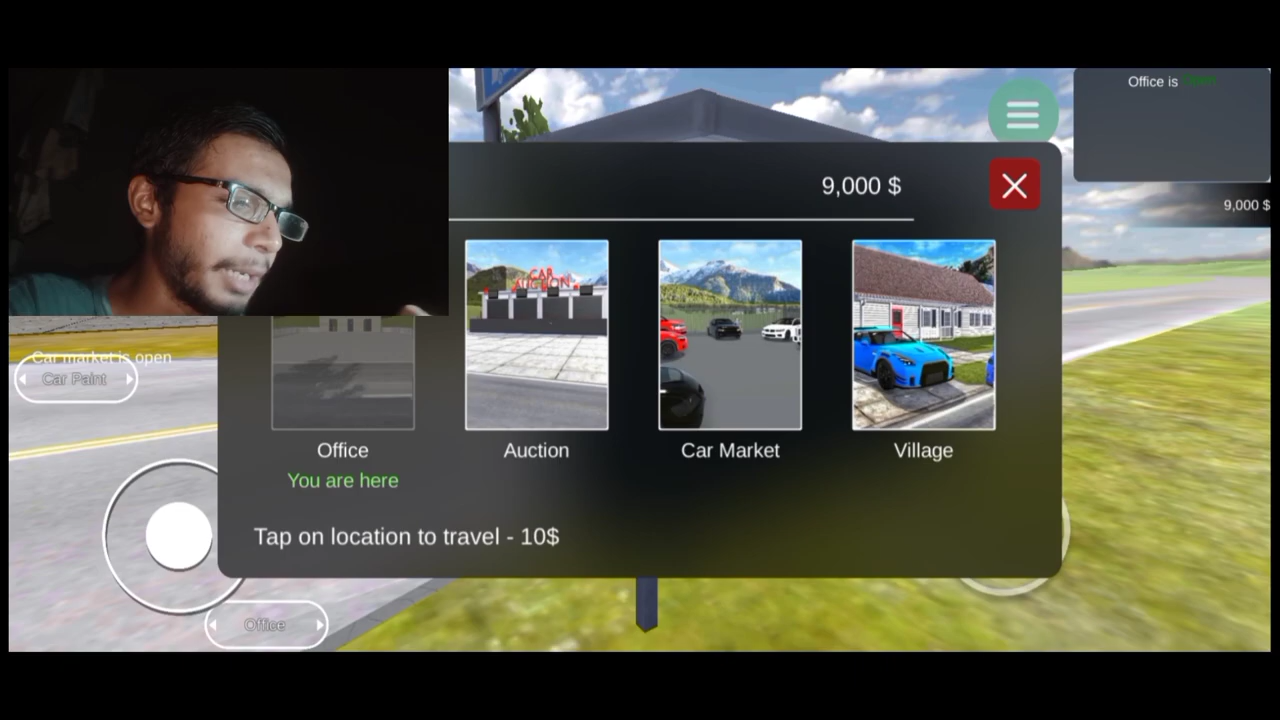 Office is Open
9,000 $
9,000 $
CAR
AUCTION
Car market is open
Car Paint
Office
Auction
Car Market
Village
You are here
Tap on location to travel - 10$
Office